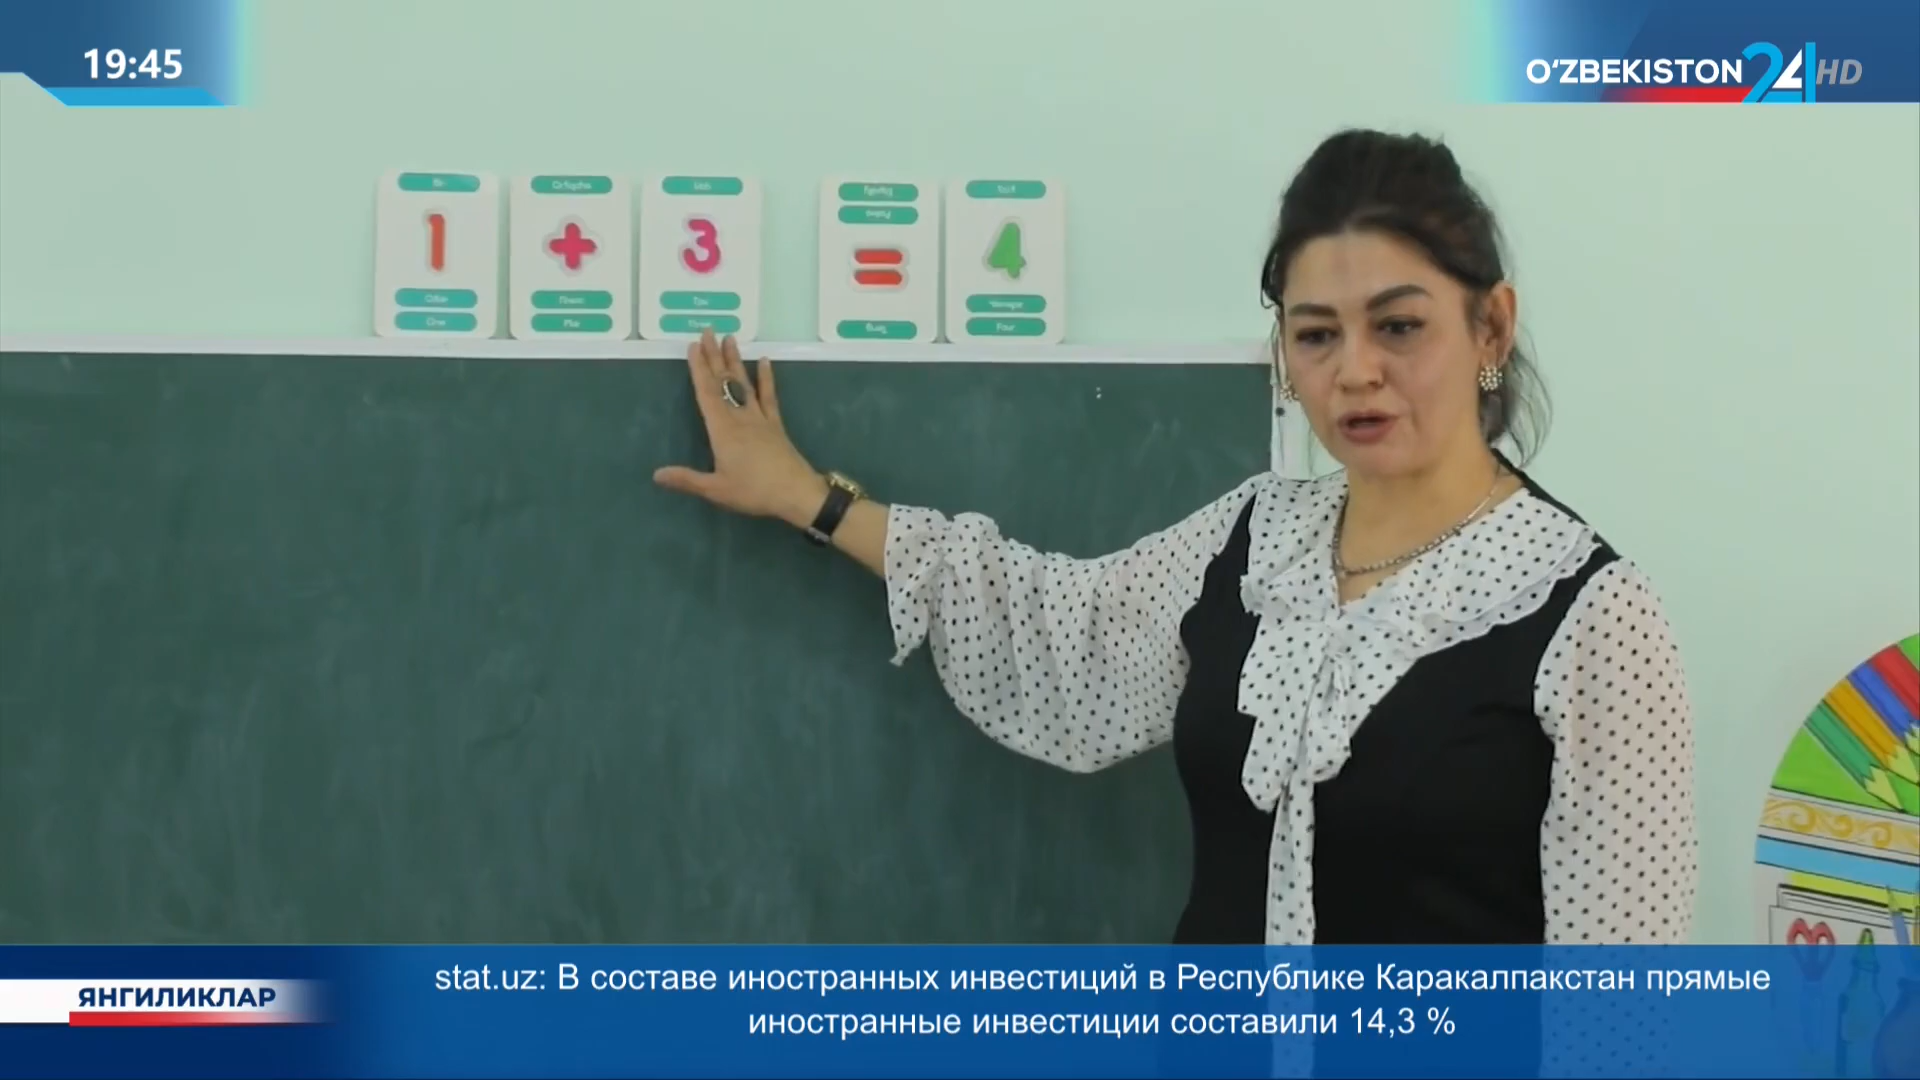 19:45
O‘ZBEKISTON 24 HD
1 + 3 = 4
Four
ЯНГИЛИКЛАР
stat.uz: В составе иностранных инвестиций в Республике Каракалпакстан прямые
иностранные инвестиции составили 14,3 %